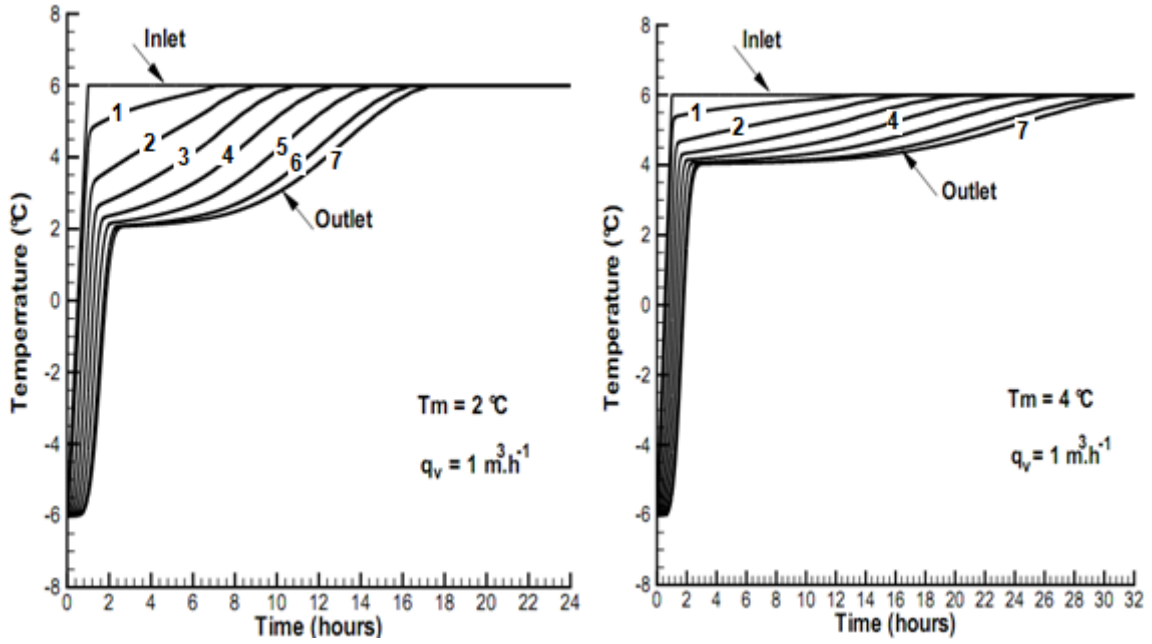 8
6
4
2
0
-2
-4
-6
-8
Temperrature (°C)
Inlet
1
2
3
4
5
6
7
Outlet
Tm = 2 °C
qv = 1 m³.h⁻¹
0 2 4 6 8 10 12 14 16 18 20 22 24
Time (hours)
8
6
4
2
0
-2
-4
-6
-8
Temperature (°C)
Inlet
1
2
4
7
Outlet
Tm = 4 °C
qv = 1 m³.h⁻¹
0 2 4 6 8 10 12 14 16 18 20 22 24 26 28 30 32
Time (hours)